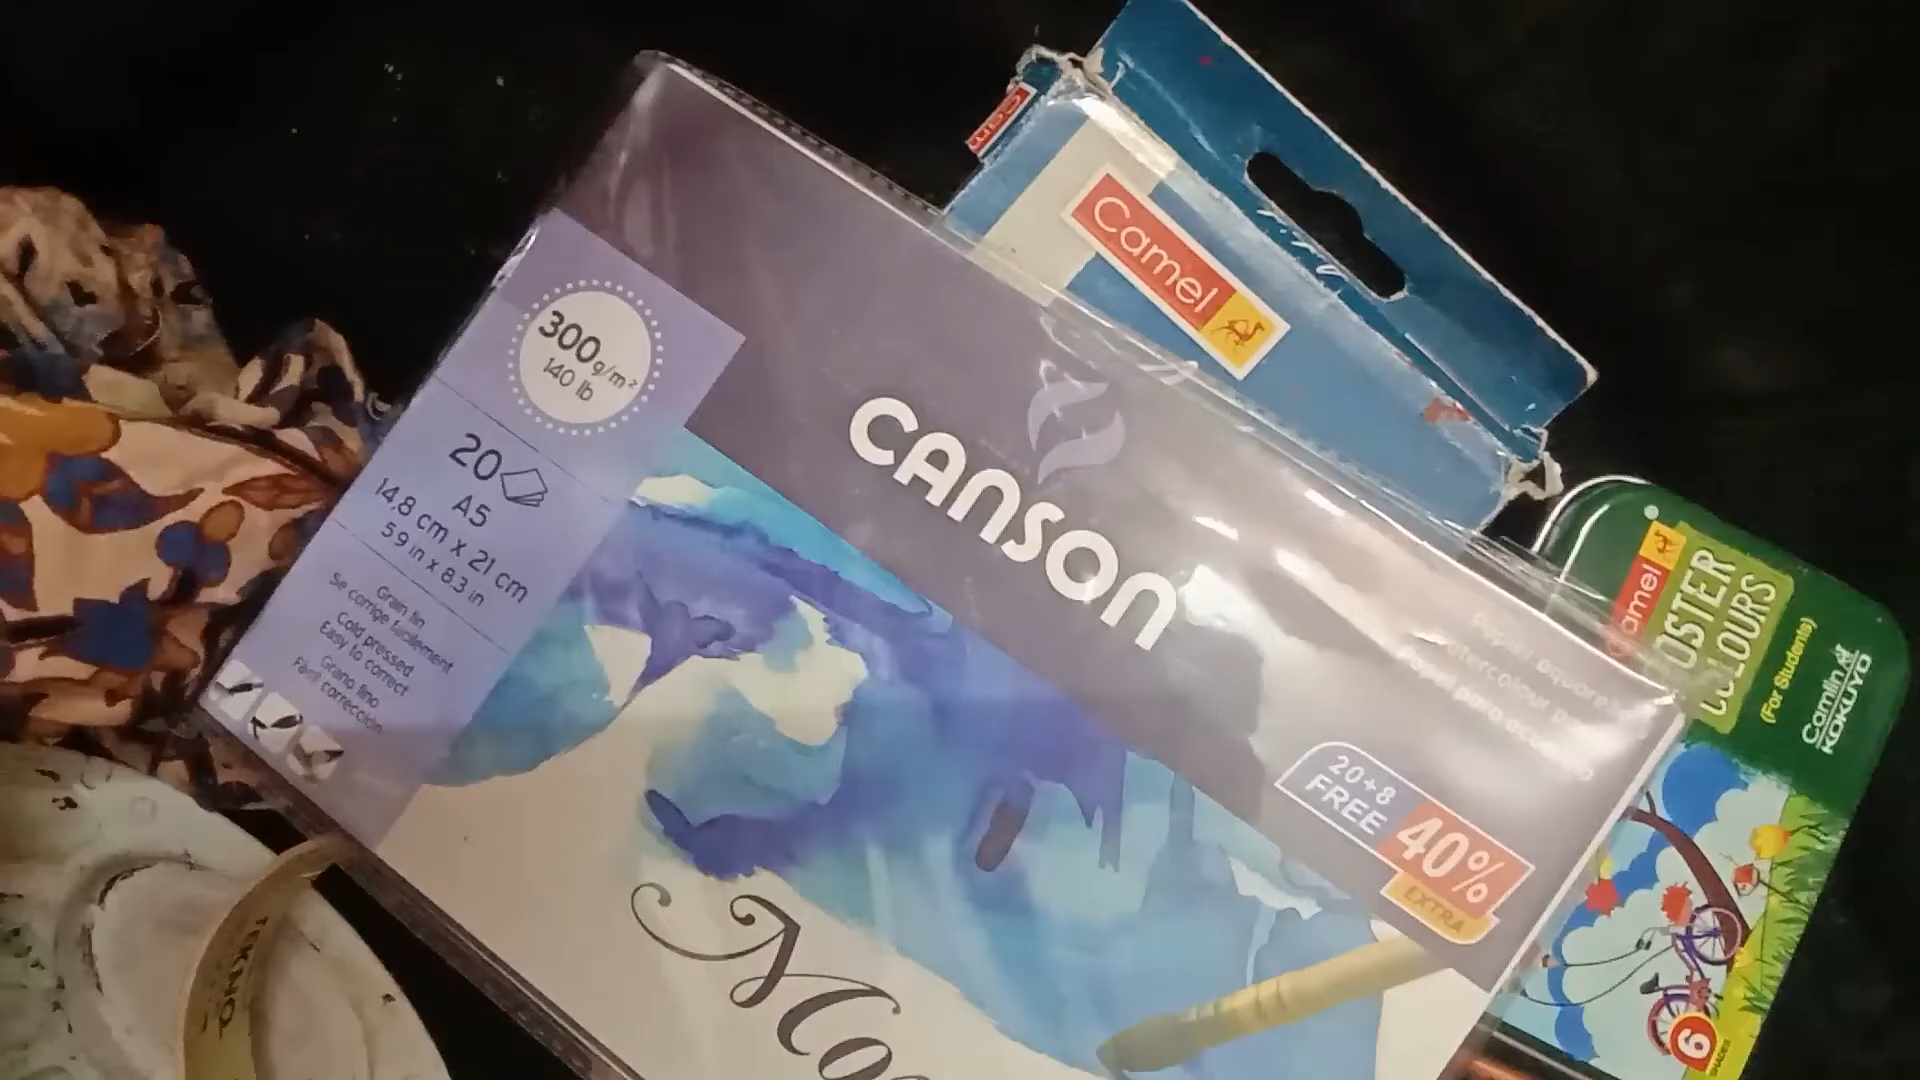 Camel
300g/m²
140 lb
20
A5
14,8 cm x 21 cm
5.9 in x 8.3 in
Grain fin
Se corrige facilement
Cold pressed
Easy to correct
Grano fino
Fácil corrección
CANSON
20+8
FREE
40%
EXTRA
COLOURS
(For Students)
Camlin
KOKUYO
6
SHADES